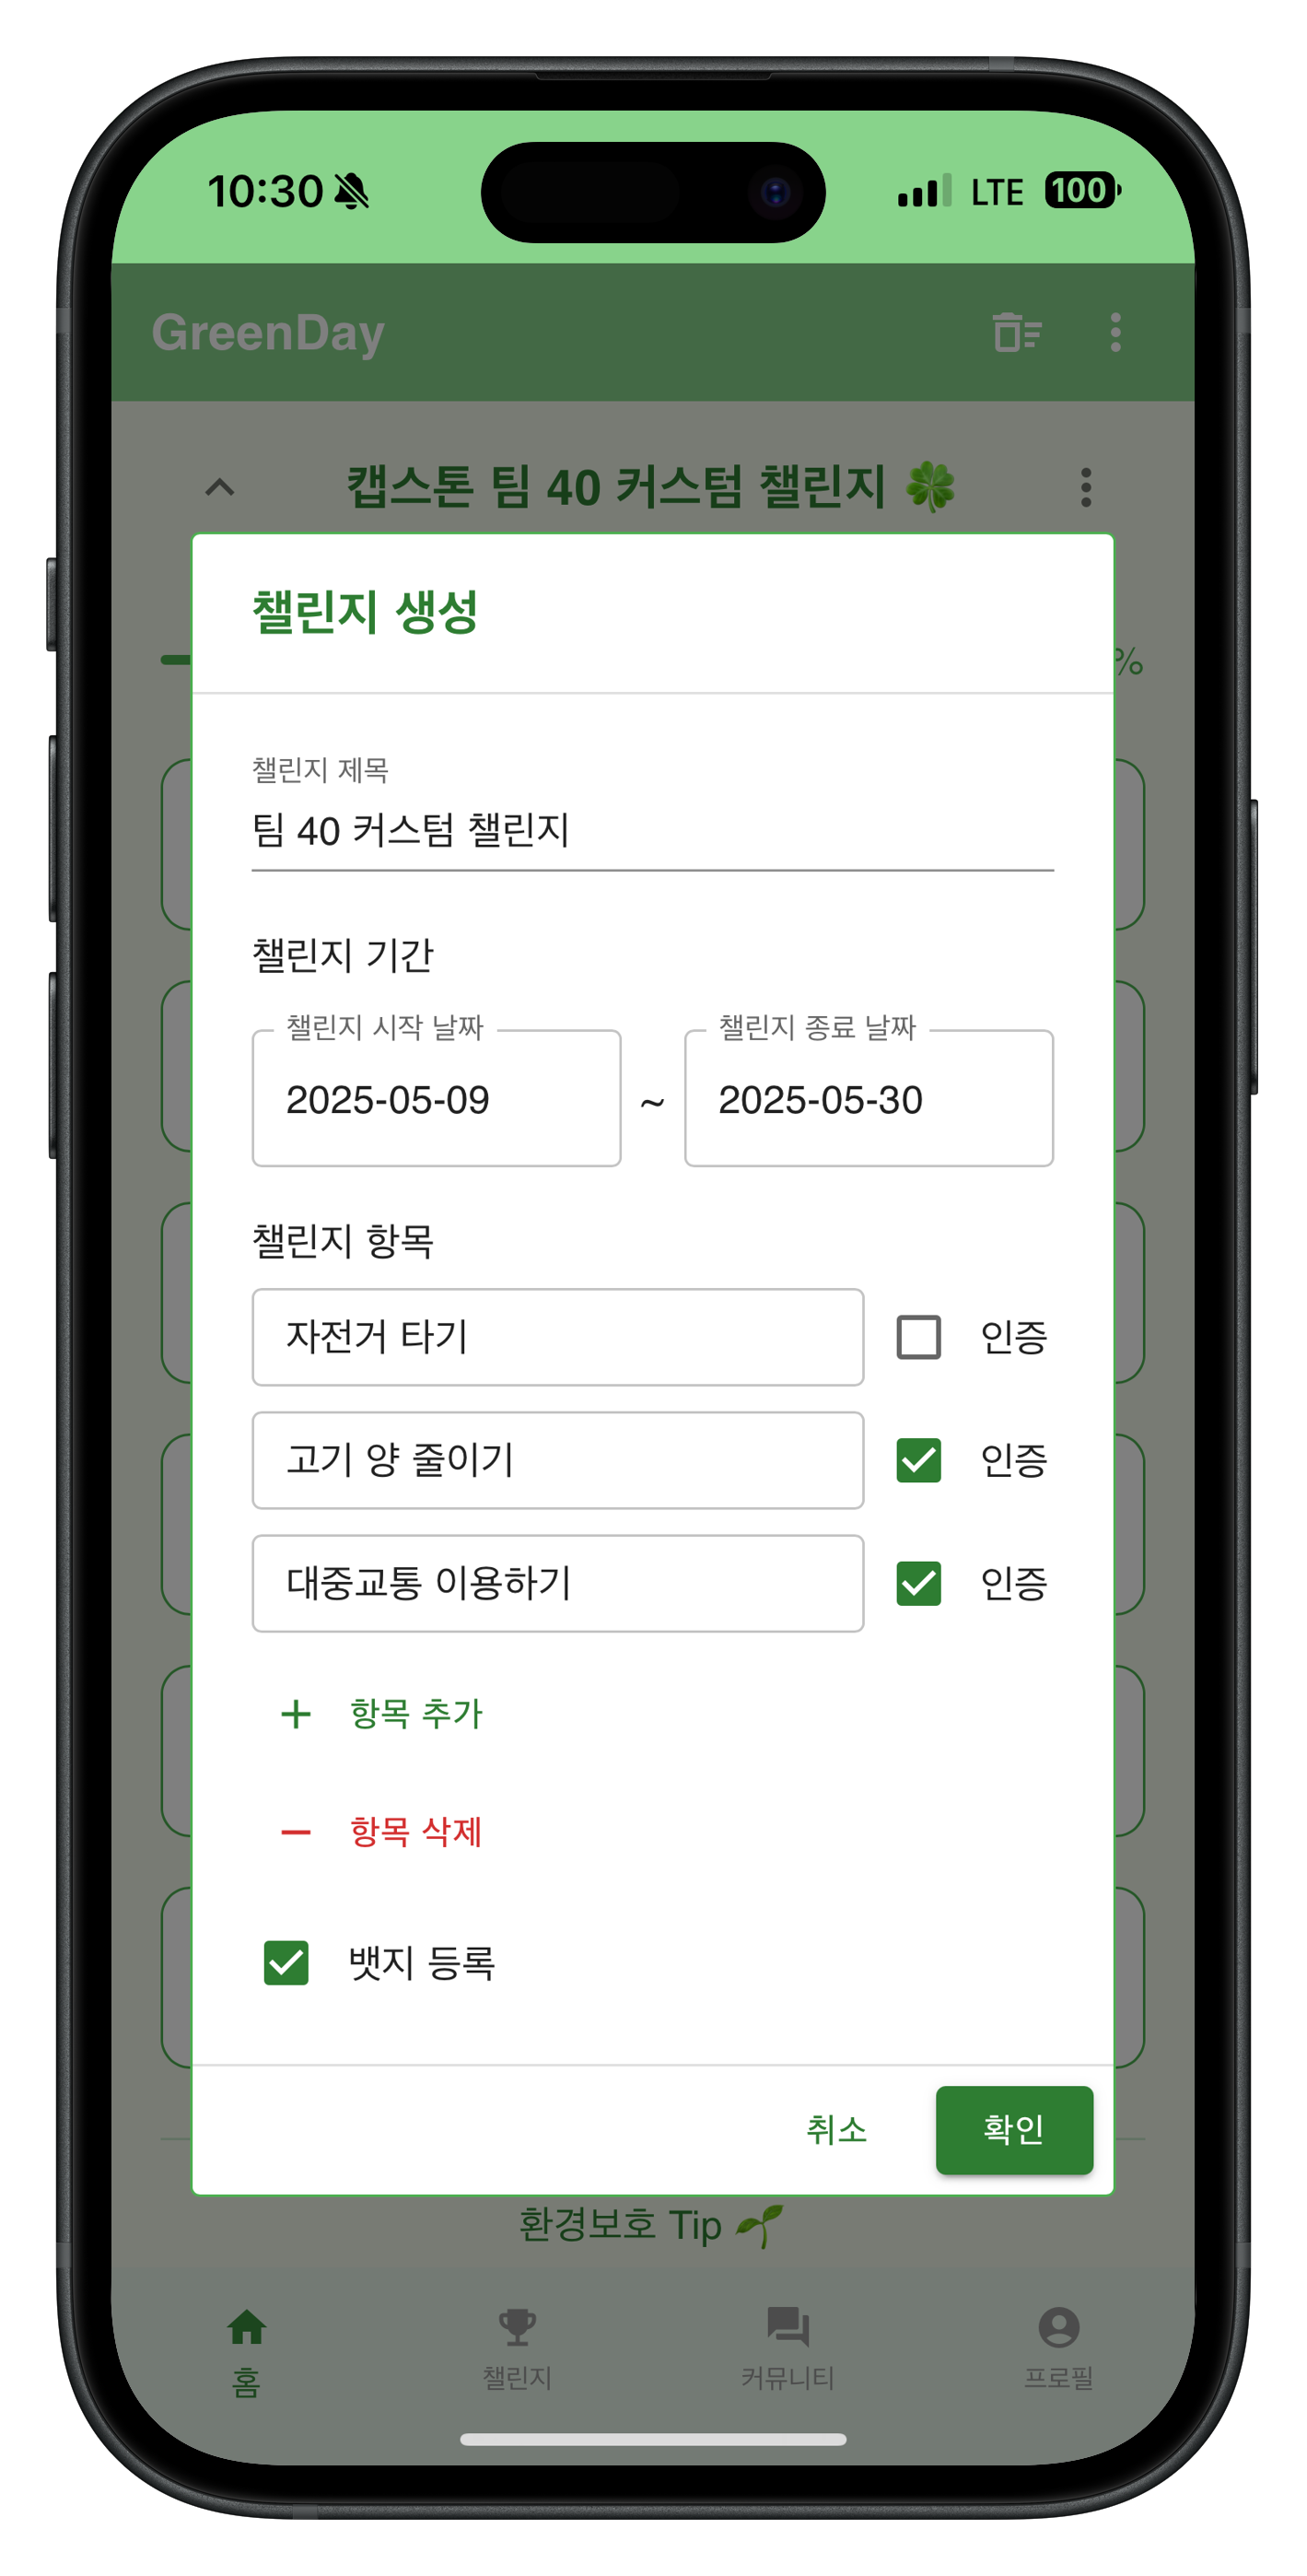 10:30 LTE 100
GreenDay
캡스톤 팀 40 커스텀 챌린지 🍀
챌린지 생성
%
챌린지 제목
팀 40 커스텀 챌린지
챌린지 기간
챌린지 시작 날짜 챌린지 종료 날짜
2025-05-09 ~ 2025-05-30
챌린지 항목
자전거 타기 인증
고기 양 줄이기 인증
대중교통 이용하기 인증
+ 항목 추가
− 항목 삭제
뱃지 등록
취소 확인
환경보호 Tip 🌱
홈 챌린지 커뮤니티 프로필